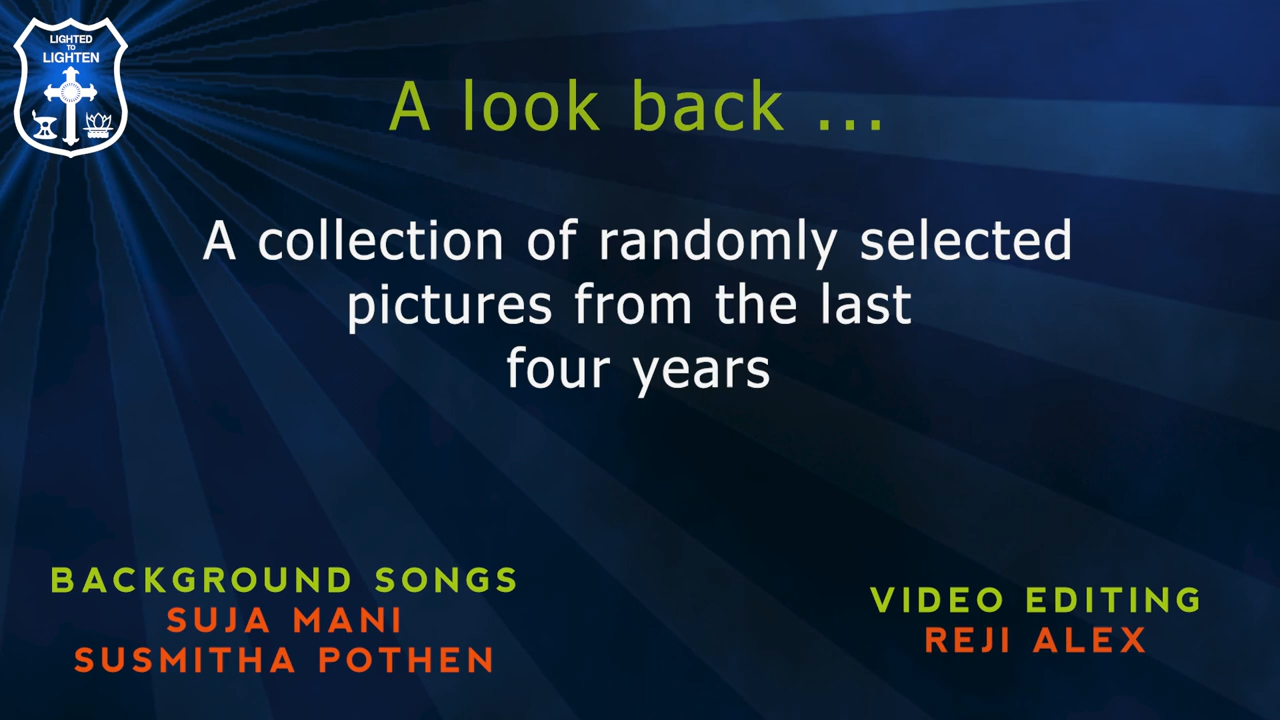 LIGHTED
TO
LIGHTEN
A look back ...
A collection of randomly selected
pictures from the last
four years
BACKGROUND SONGS
SUJA MANI
SUSMITHA POTHEN
VIDEO EDITING
REJI ALEX